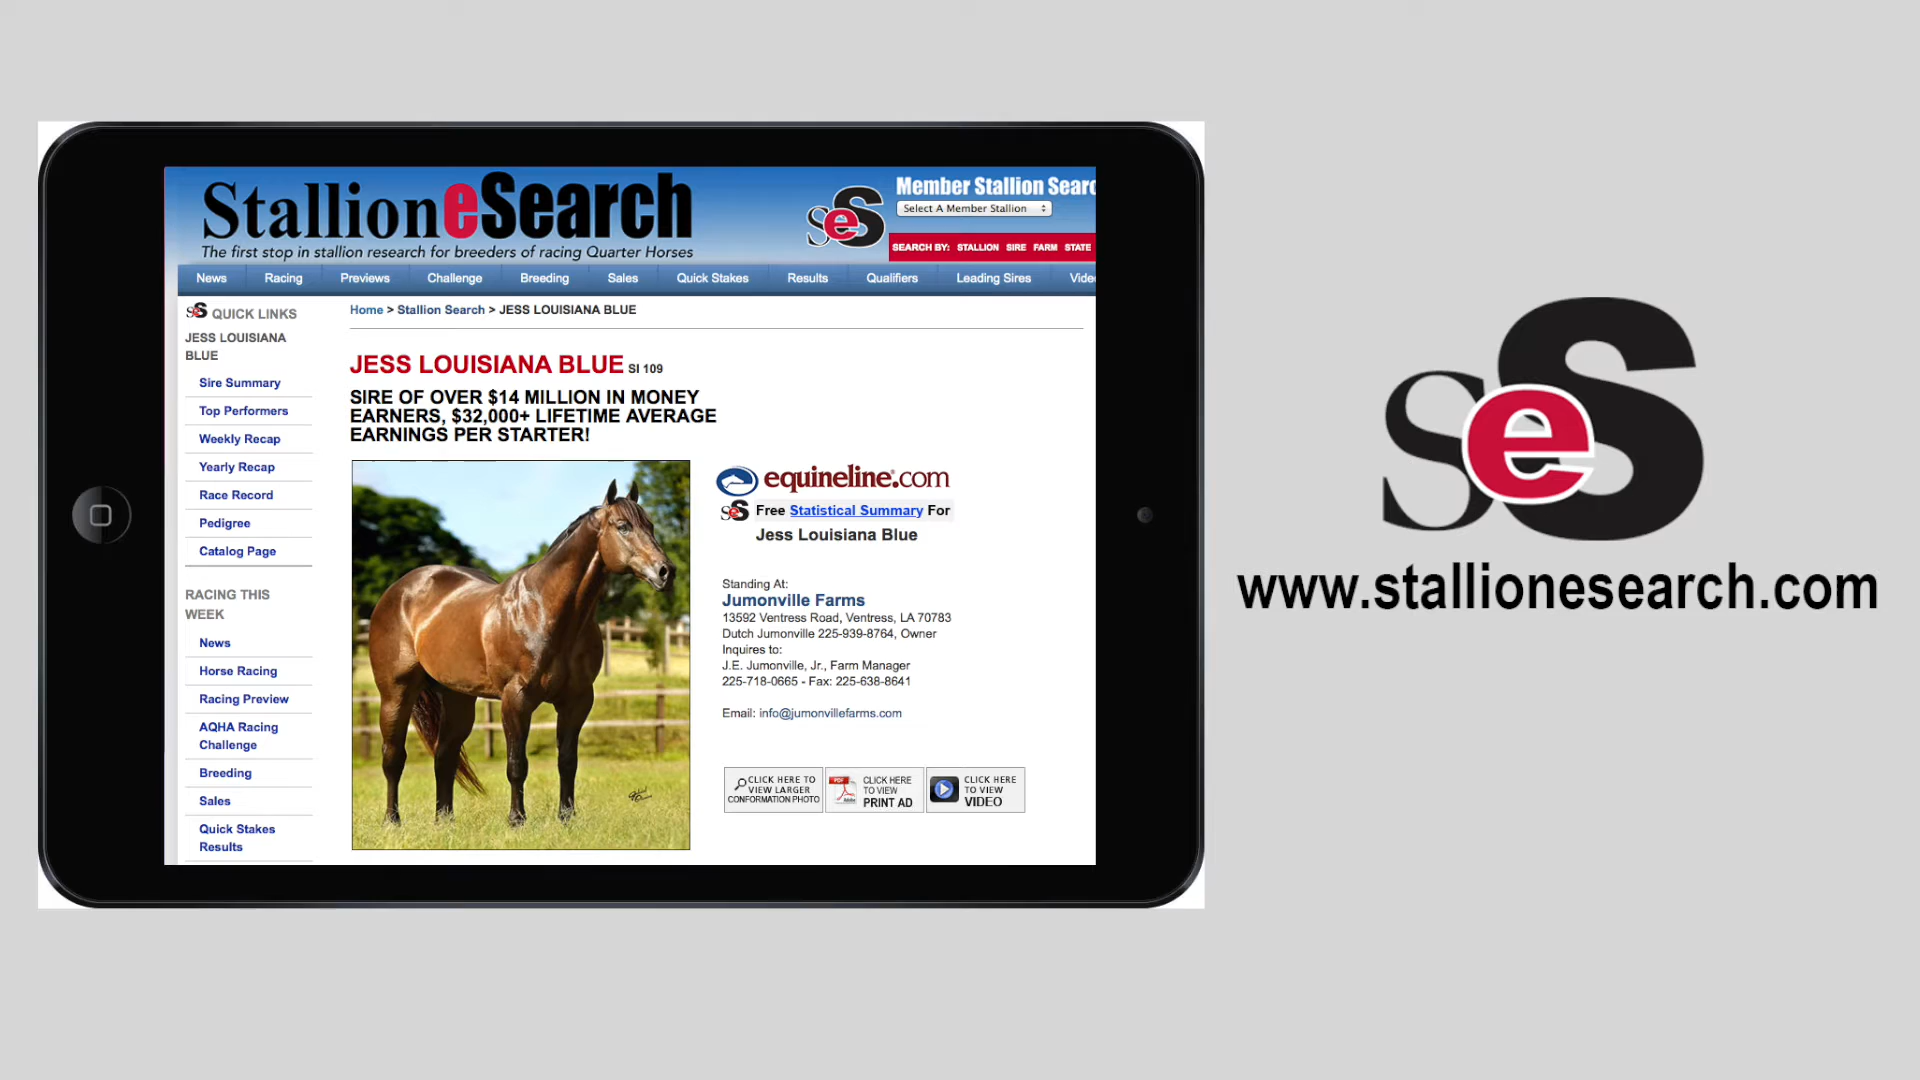 StallioneSearch
The first stop in stallion research for breeders of racing Quarter Horses
SeS
Member Stallion Searc
Select A Member Stallion
SEARCH BY: STALLION SIRE FARM STATE
News Racing Previews Challenge Breeding Sales Quick Stakes Results Qualifiers Leading Sires Vide
SeS QUICK LINKS
JESS LOUISIANA
BLUE
Sire Summary
Top Performers
Weekly Recap
Yearly Recap
Race Record
Pedigree
Catalog Page
RACING THIS
WEEK
News
Horse Racing
Racing Preview
AQHA Racing
Challenge
Breeding
Sales
Quick Stakes
Results
Home > Stallion Search > JESS LOUISIANA BLUE
JESS LOUISIANA BLUE SI 109
SIRE OF OVER $14 MILLION IN MONEY
EARNERS, $32,000+ LIFETIME AVERAGE
EARNINGS PER STARTER!
equineline.com
SeS Free Statistical Summary For
Jess Louisiana Blue
Standing At:
Jumonville Farms
13592 Ventress Road, Ventress, LA 70783
Dutch Jumonville 225-939-8764, Owner
Inquires to:
J.E. Jumonville, Jr., Farm Manager
225-718-0665 - Fax: 225-638-8641
Email: info@jumonvillefarms.com
CLICK HERE TO
VIEW LARGER
CONFORMATION PHOTO
PDF
Adobe
CLICK HERE
TO VIEW
PRINT AD
CLICK HERE
TO VIEW
VIDEO
SeS
www.stallionesearch.com